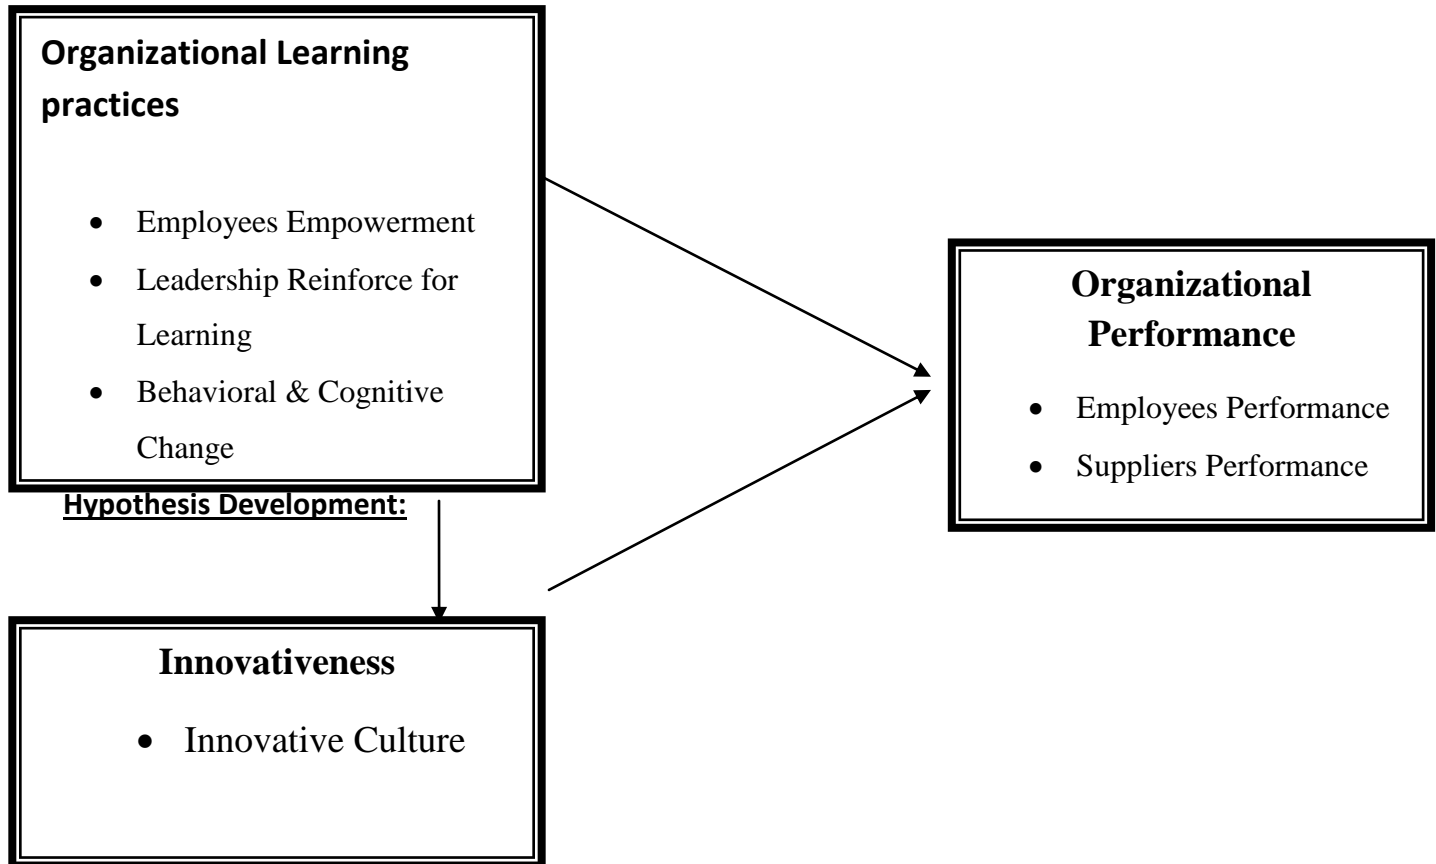 Organizational Learning
practices
• Employees Empowerment
• Leadership Reinforce for
Learning
• Behavioral & Cognitive
Change
Hypothesis Development:
Organizational
Performance
• Employees Performance
• Suppliers Performance
Innovativeness
• Innovative Culture